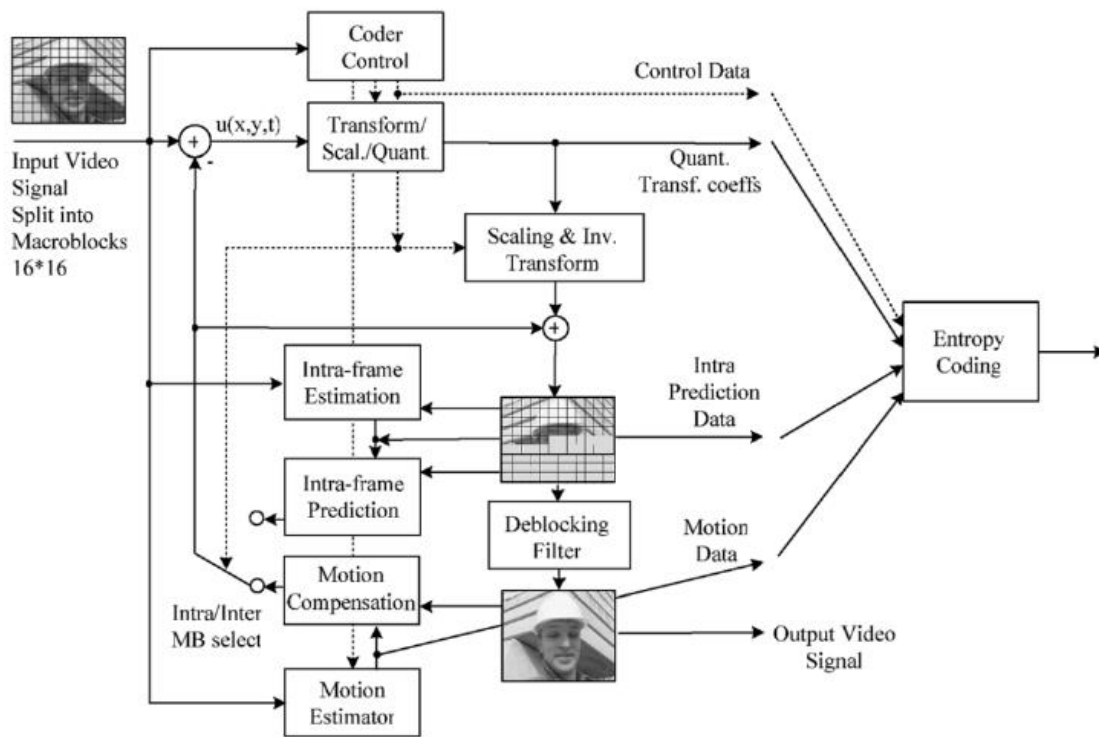 Coder
Control
Control Data
u(x,y,t)
Transform/
Scal./Quant.
+
-
Input Video
Signal
Split into
Macroblocks
16*16
Quant.
Transf. coeffs
Scaling & Inv.
Transform
+
Entropy
Coding
Intra-frame
Estimation
Intra
Prediction
Data
Intra-frame
Prediction
Deblocking
Filter
Motion
Data
Motion
Compensation
Intra/Inter
MB select
Output Video
Signal
Motion
Estimator